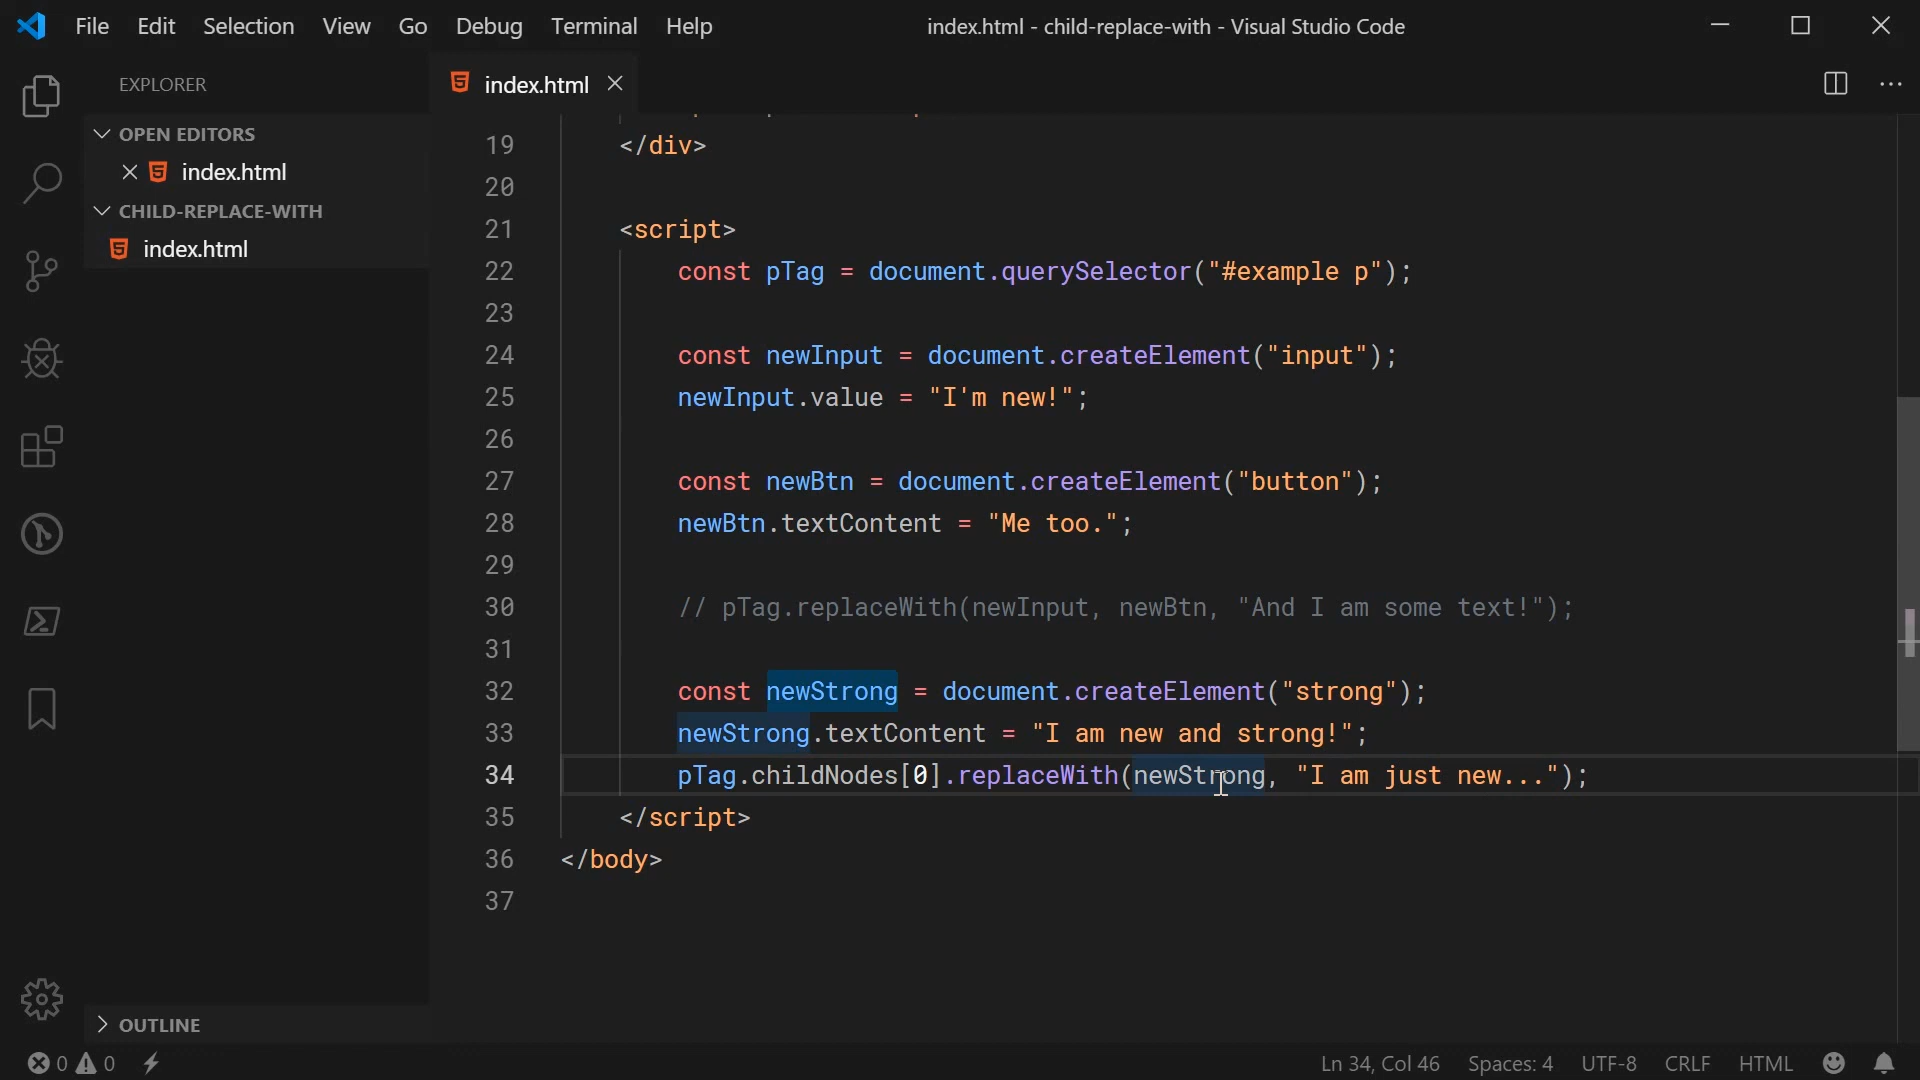 File Edit Selection View Go Debug Terminal Help
index.html - child-replace-with - Visual Studio Code
EXPLORER
OPEN EDITORS
index.html
CHILD-REPLACE-WITH
index.html
OUTLINE
index.html
19 </div>
20
21 <script>
22 const pTag = document.querySelector("#example p");
23
24 const newInput = document.createElement("input");
25 newInput.value = "I'm new!";
26
27 const newBtn = document.createElement("button");
28 newBtn.textContent = "Me too.";
29
30 // pTag.replaceWith(newInput, newBtn, "And I am some text!");
31
32 const newStrong = document.createElement("strong");
33 newStrong.textContent = "I am new and strong!";
34 pTag.childNodes[0].replaceWith(newStrong, "I am just new...");
35 </script>
36 </body>
37
0 0
Ln 34, Col 46 Spaces: 4 UTF-8 CRLF HTML